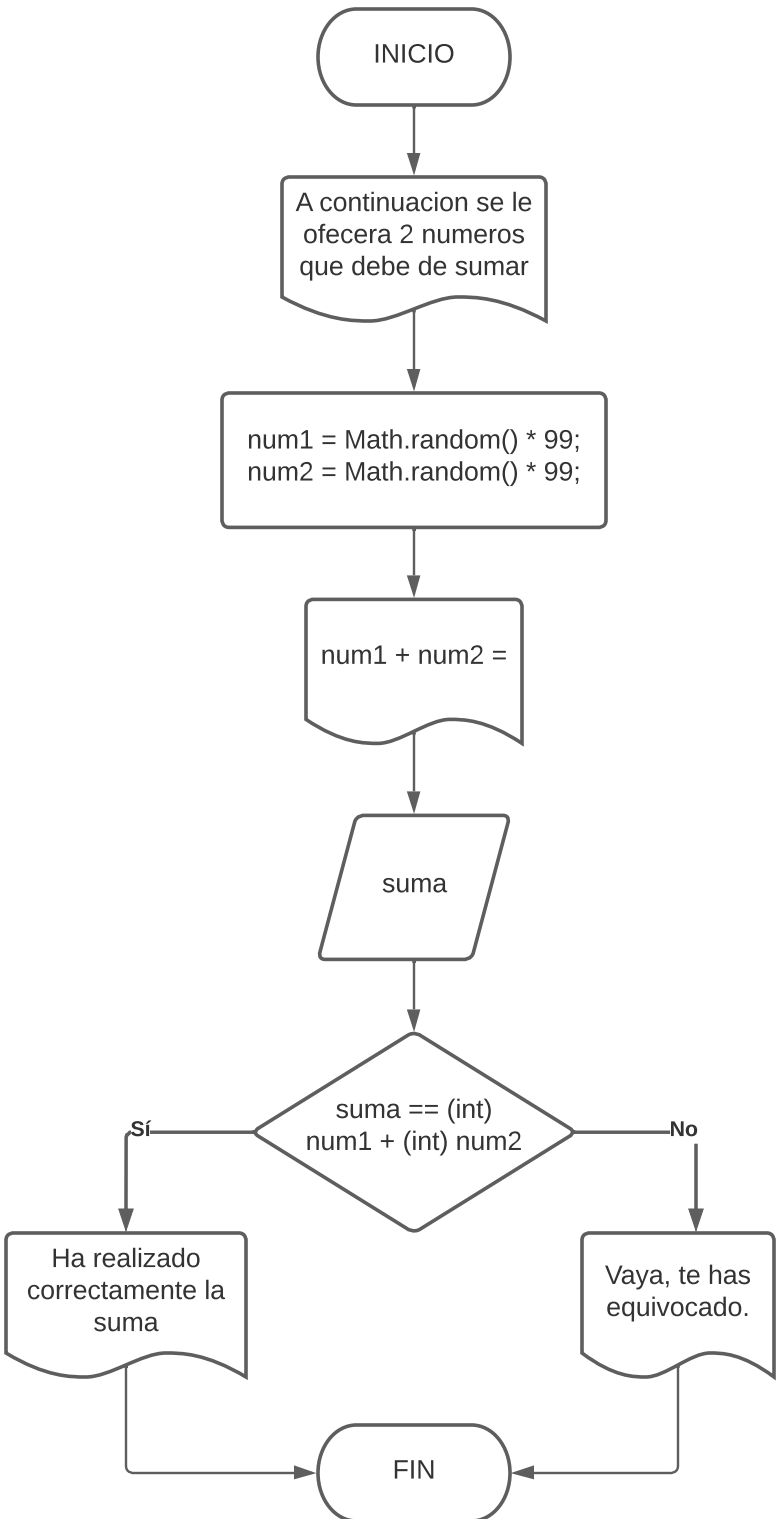 INICIO
A continuacion se le
ofecera 2 numeros
que debe de sumar
num1 = Math.random() * 99;
num2 = Math.random() * 99;
num1 + num2 =
suma
suma == (int)
num1 + (int) num2
Sí
No
Ha realizado
correctamente la
suma
Vaya, te has
equivocado.
FIN